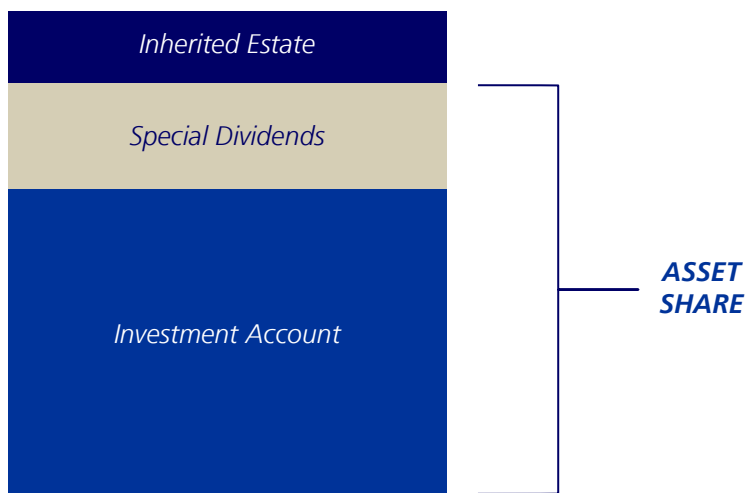 Inherited Estate
Special Dividends
Investment Account
ASSET
SHARE